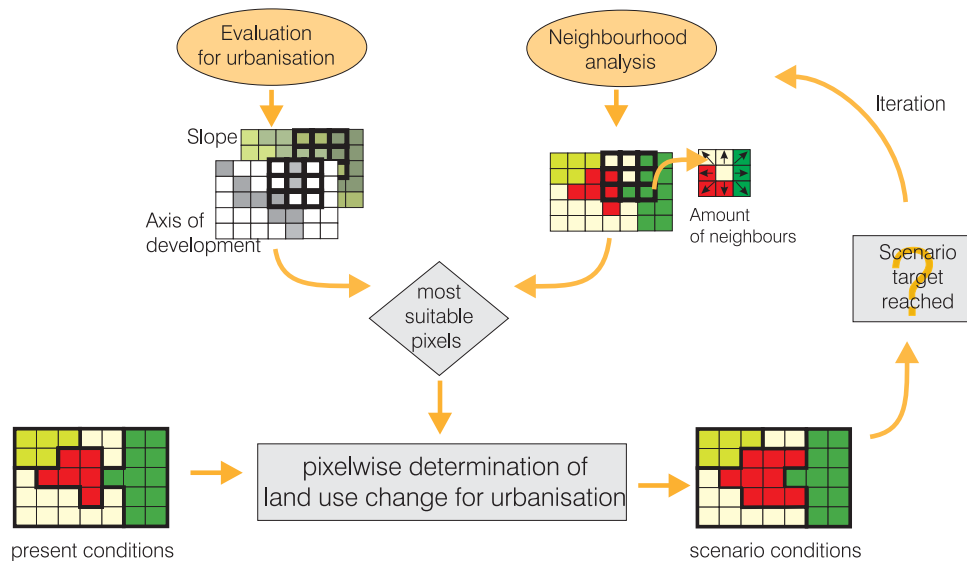 Evaluation
for urbanisation
Neighbourhood
analysis
Iteration
Slope
Axis of
development
Amount
of neighbours
Scenario
target
reached
?
most
suitable
pixels
pixelwise determination of
land use change for urbanisation
present conditions
scenario conditions